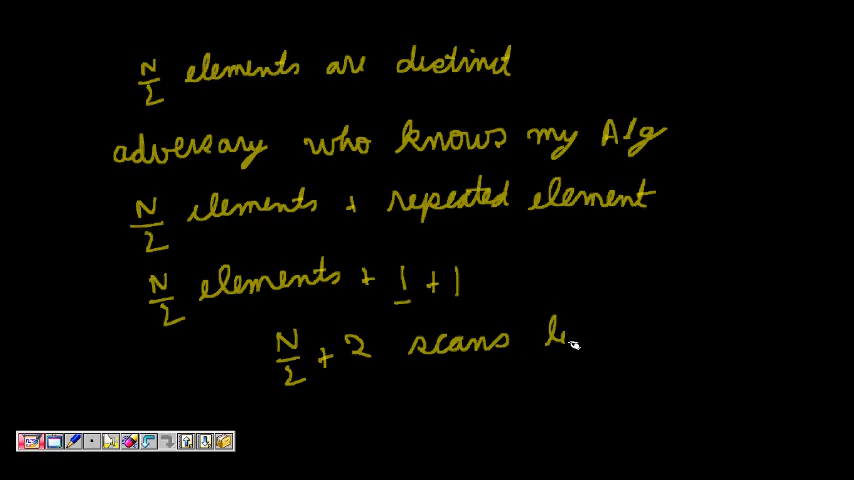 N/2 elements are distinct
adversary who knows my Alg
N/2 elements + repeated element
N/2 elements + 1 + 1
N/2 + 2 scans